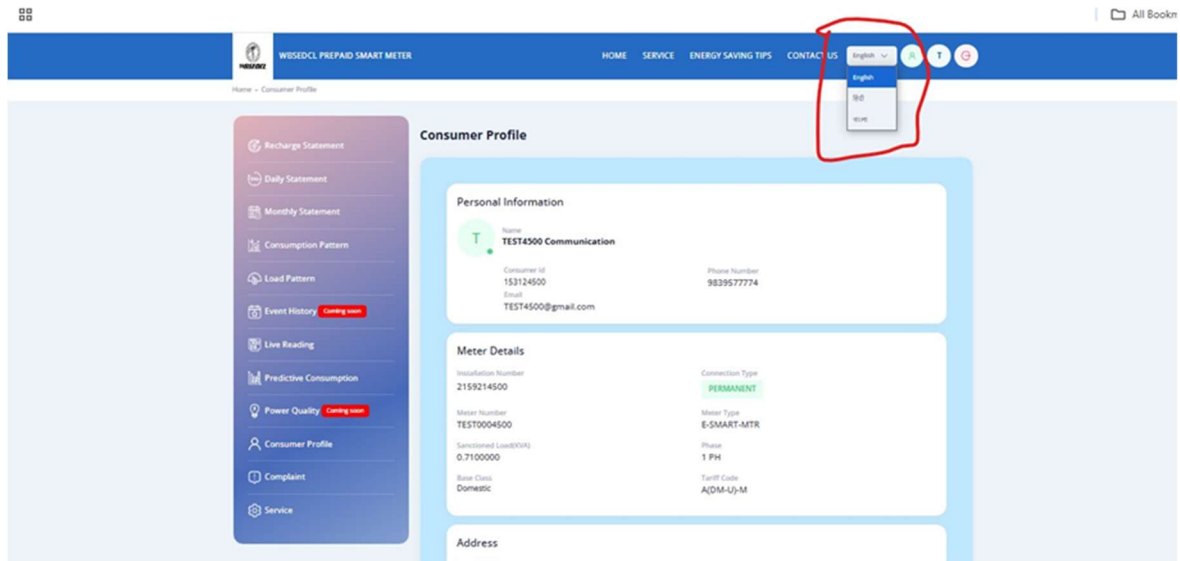 All Bookm
WBSEDCL PREPAID SMART METER
HOME SERVICE ENERGY SAVING TIPS CONTACT US English T
English
हिंदी
বাংলা
Home - Consumer Profile
Recharge Statement
Daily Statement
Monthly Statement
Consumption Pattern
Load Pattern
Event History Coming soon
Live Reading
Predictive Consumption
Power Quality Coming soon
Consumer Profile
Complaint
Service
Consumer Profile
Personal Information
T
Name
TEST4500 Communication
Consumer Id
153124500
Phone Number
9839577774
Email
TEST4500@gmail.com
Meter Details
Installation Number
2159214500
Connection Type
PERMANENT
Meter Number
TEST0004500
Meter Type
E-SMART-MTR
Sanctioned Load(KVA)
0.7100000
Phase
1 PH
Base Class
Domestic
Tariff Code
A(DM-U)-M
Address